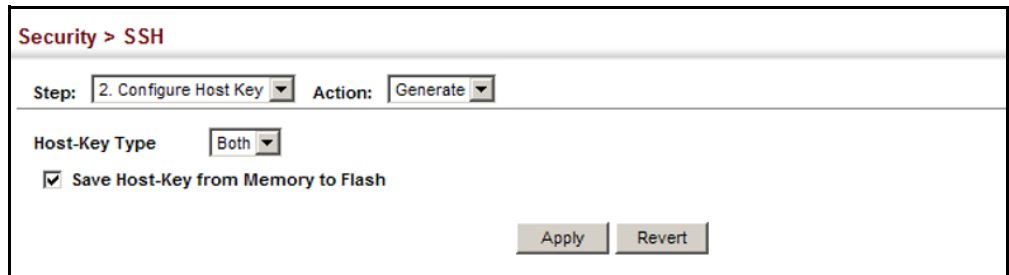 Security > SSH
Step: 2. Configure Host Key Action: Generate
Host-Key Type Both
Save Host-Key from Memory to Flash
Apply Revert